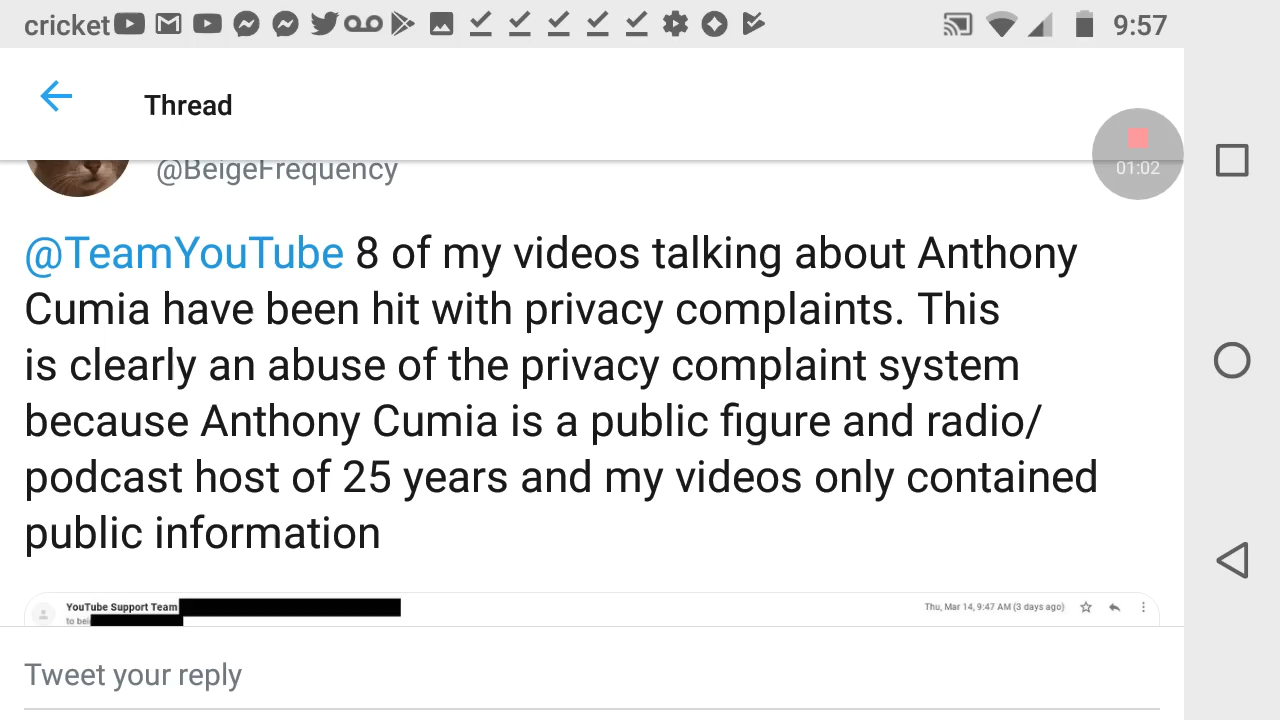 cricket 9:57
Thread
01:02
@BeigeFrequency
@TeamYouTube 8 of my videos talking about Anthony
Cumia have been hit with privacy complaints. This
is clearly an abuse of the privacy complaint system
because Anthony Cumia is a public figure and radio/
podcast host of 25 years and my videos only contained
public information
YouTube Support Team Thu, Mar 14, 9:47 AM (3 days ago)
to bei
Tweet your reply